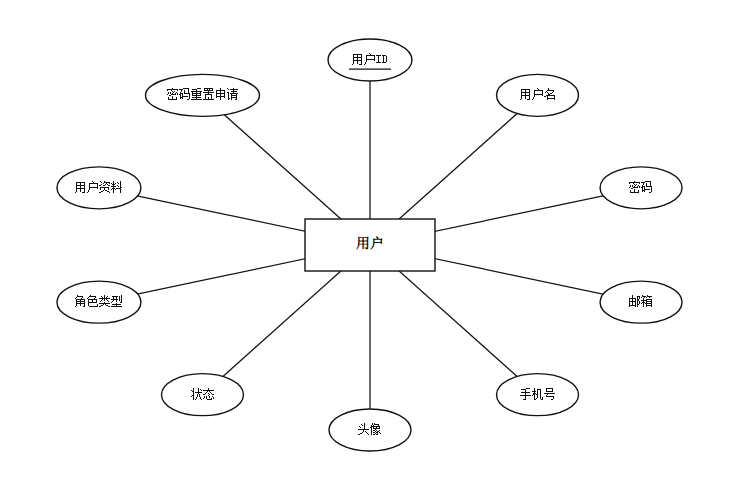 用户ID
密码重置申请
用户名
用户资料
密码
用户
角色类型
邮箱
状态
手机号
头像